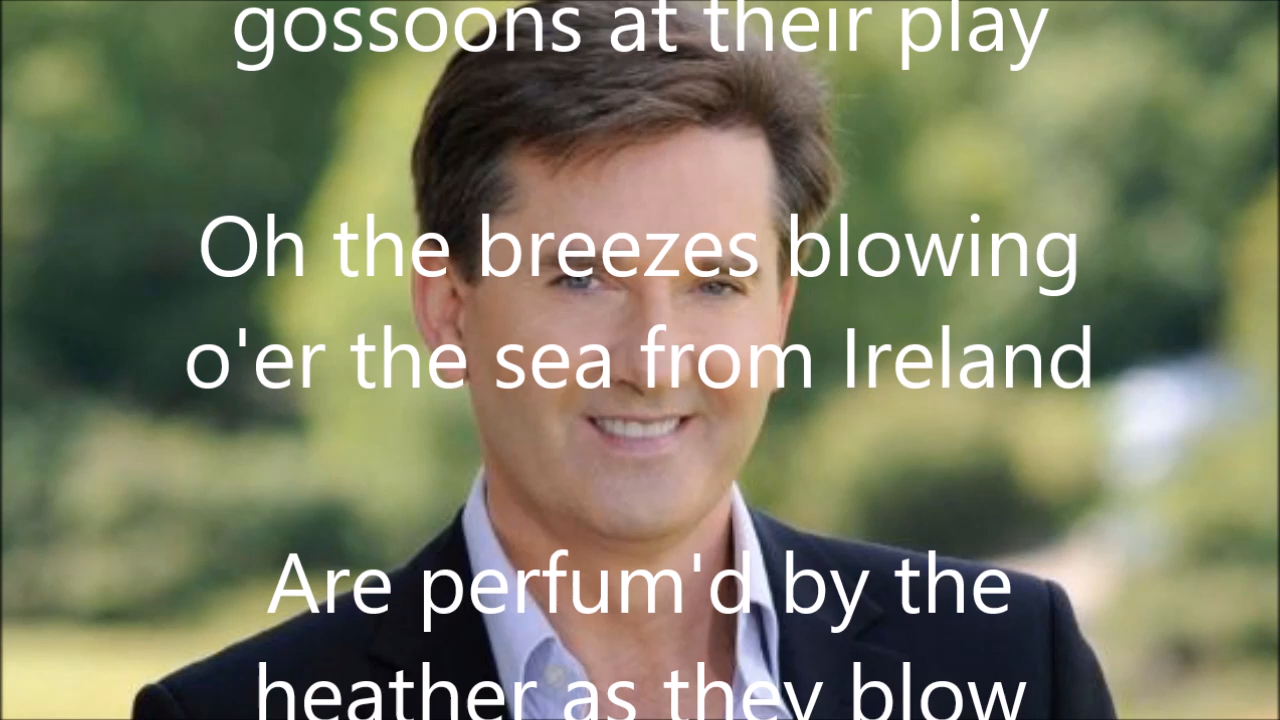 gossoons at their play
Oh the breezes blowing
o'er the sea from Ireland
Are perfum'd by the
heather as they blow